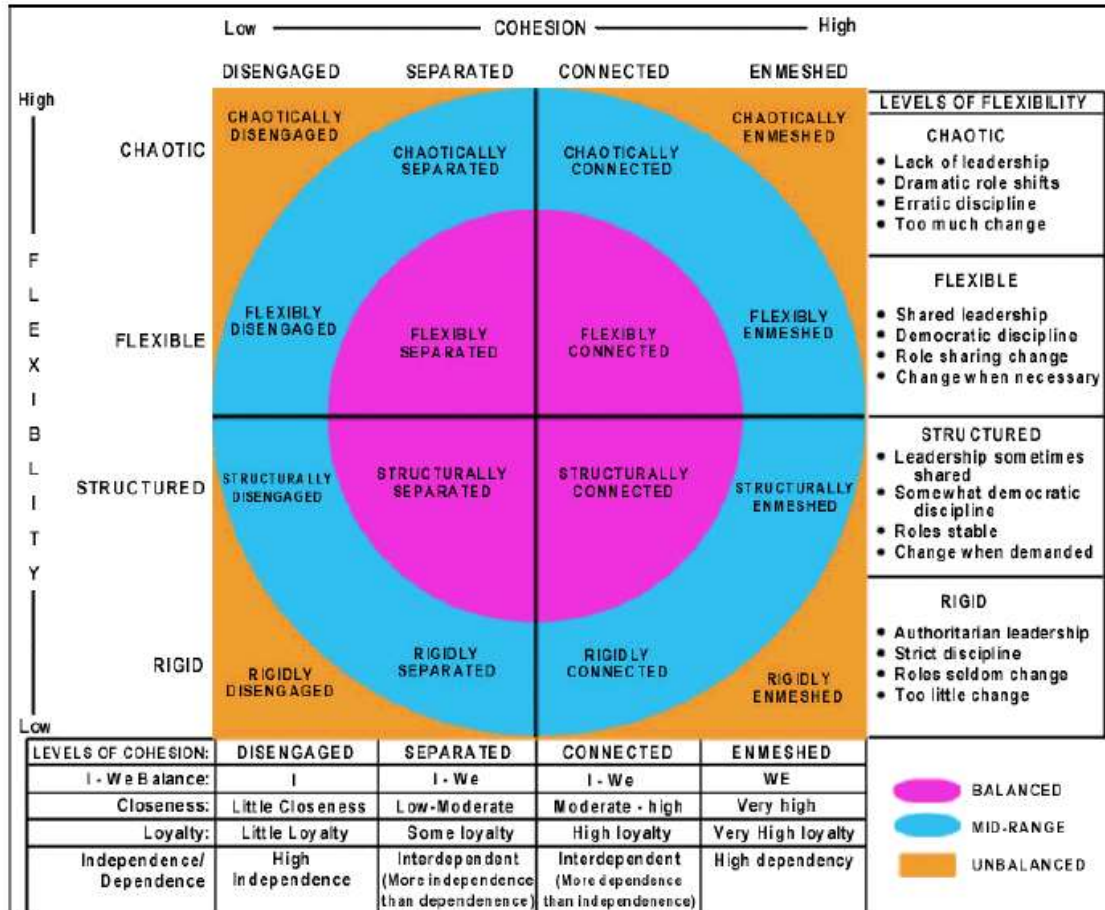 Low COHESION High
DISENGAGED SEPARATED CONNECTED ENMESHED
High
FLEXIBLITY
Low
CHAOTIC
FLEXIBLE
STRUCTURED
RIGID
CHAOTICALLY
DISENGAGED
CHAOTICALLY
SEPARATED
CHAOTICALLY
CONNECTED
CHAOTICALLY
ENMESHED
FLEXIBLY
DISENGAGED
FLEXIBLY
SEPARATED
FLEXIBLY
CONNECTED
FLEXIBLY
ENMESHED
STRUCTURALLY
DISENGAGED
STRUCTURALLY
SEPARATED
STRUCTURALLY
CONNECTED
STRUCTURALLY
ENMESHED
RIGIDLY
DISENGAGED
RIGIDLY
SEPARATED
RIGIDLY
CONNECTED
RIGIDLY
ENMESHED
LEVELS OF FLEXIBILITY
CHAOTIC
• Lack of leadership
• Dramatic role shifts
• Erratic discipline
• Too much change
FLEXIBLE
• Shared leadership
• Democratic discipline
• Role sharing change
• Change when necessary
STRUCTURED
• Leadership sometimes
shared
• Somewhat democratic
discipline
• Roles stable
• Change when demanded
RIGID
• Authoritarian leadership
• Strict discipline
• Roles seldom change
• Too little change
LEVELS OF COHESION: DISENGAGED SEPARATED CONNECTED ENMESHED
I - We Balance: I I - We I - We WE
Closeness: Little Closeness Low-Moderate Moderate - high Very high
Loyalty: Little Loyalty Some loyalty High loyalty Very High loyalty
Independence/
Dependence
High
Independence
Interdependent
(More independence
than dependenence)
Interdependent
(More dependence
than independenence)
High dependency
BALANCED
MID-RANGE
UNBALANCED